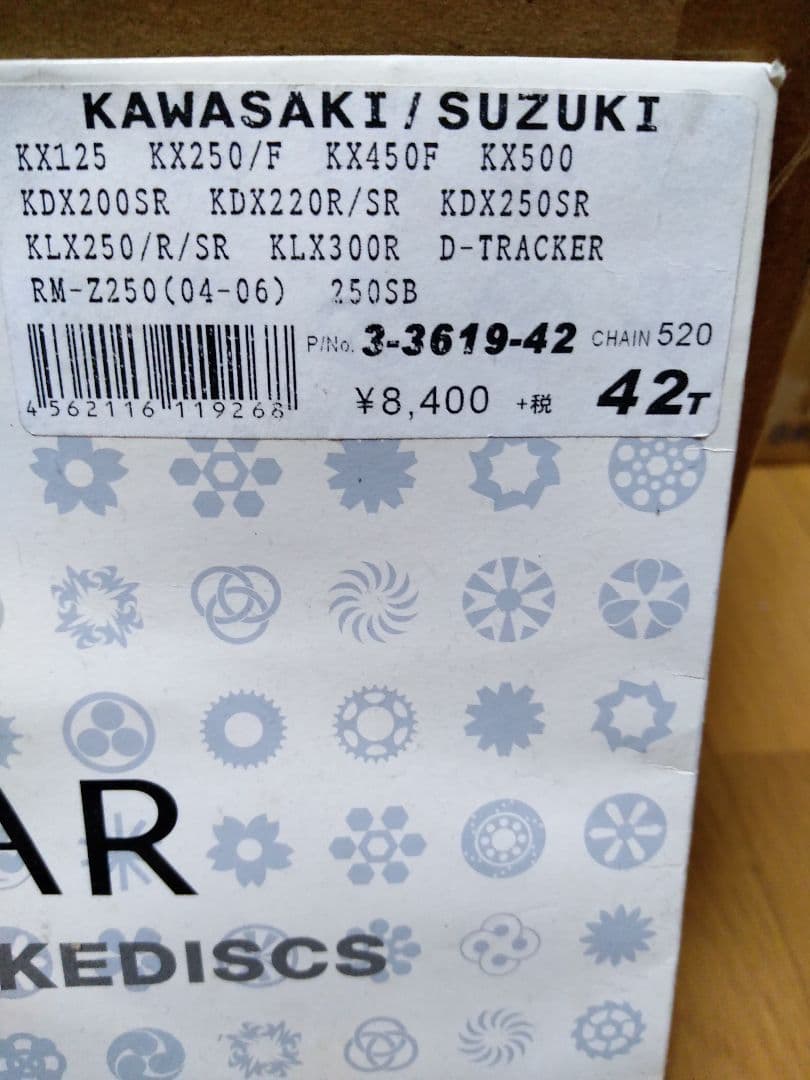 KAWASAKI/SUZUKI
KX125 KX250/F KX450F KX500
KDX200SR KDX220R/SR KDX250SR
KLX250/R/SR KLX300R D-TRACKER
RM-Z250(04-06) 250SB
P/No. 3-3619-42 CHAIN 520
4562116119268 ¥8,400 +税 42T
AR
KEDISCS